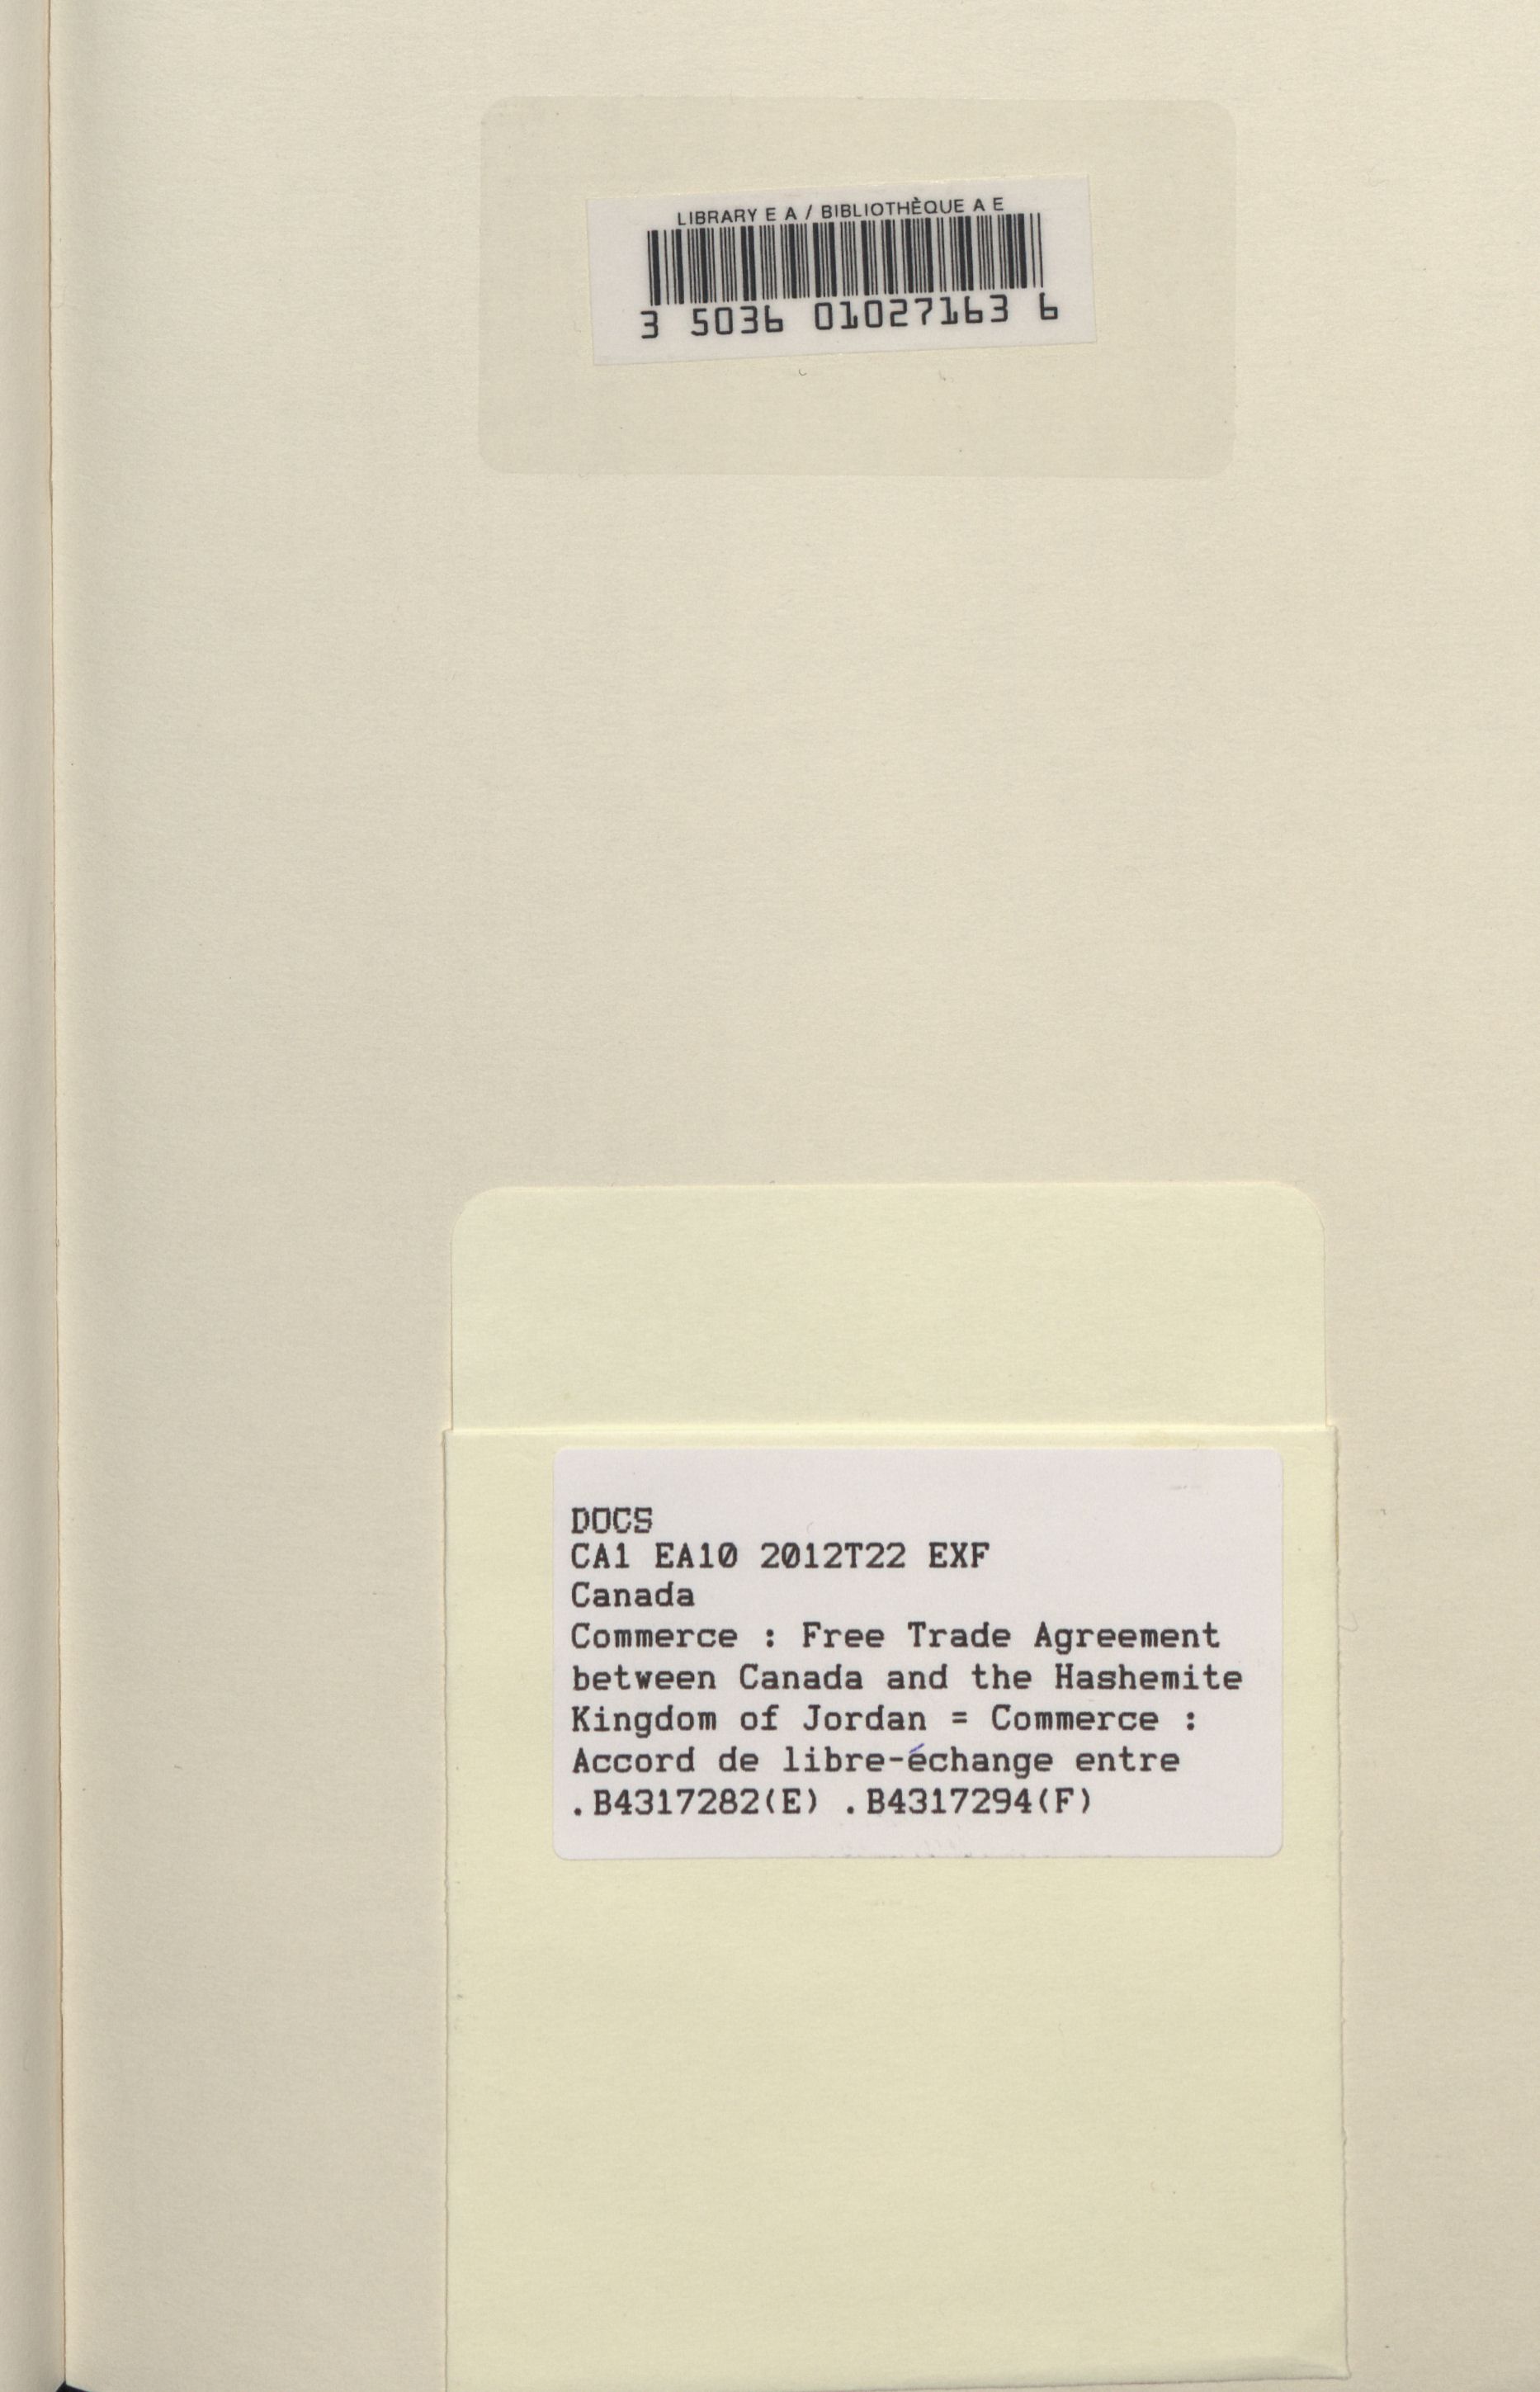 LIBRARY E A / BIBLIOTHÈQUE A E
3 5036 01027163 6
DOCS
CA1 EA10 2012T22 EXF
Canada
Commerce : Free Trade Agreement
between Canada and the Hashemite
Kingdom of Jordan = Commerce :
Accord de libre-échange entre
.B4317282(E) .B4317294(F)